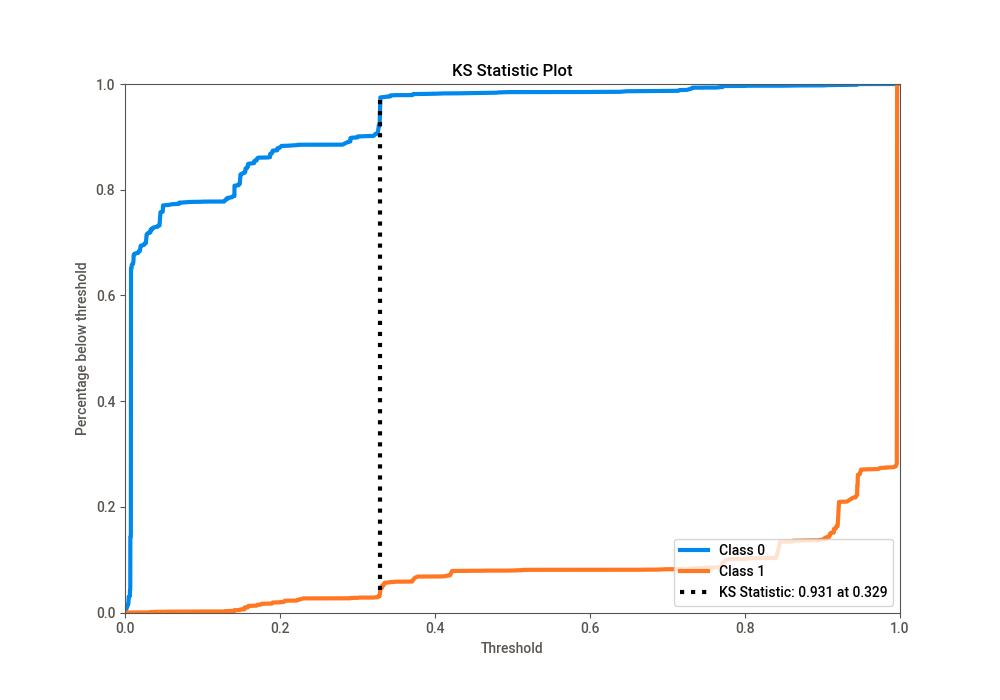 KS Statistic Plot
1.0
0.8
0.6
0.4
0.2
0.0
Percentage below threshold
0.0 0.2 0.4 0.6 0.8 1.0
Threshold
Class 0
Class 1
KS Statistic: 0.931 at 0.329